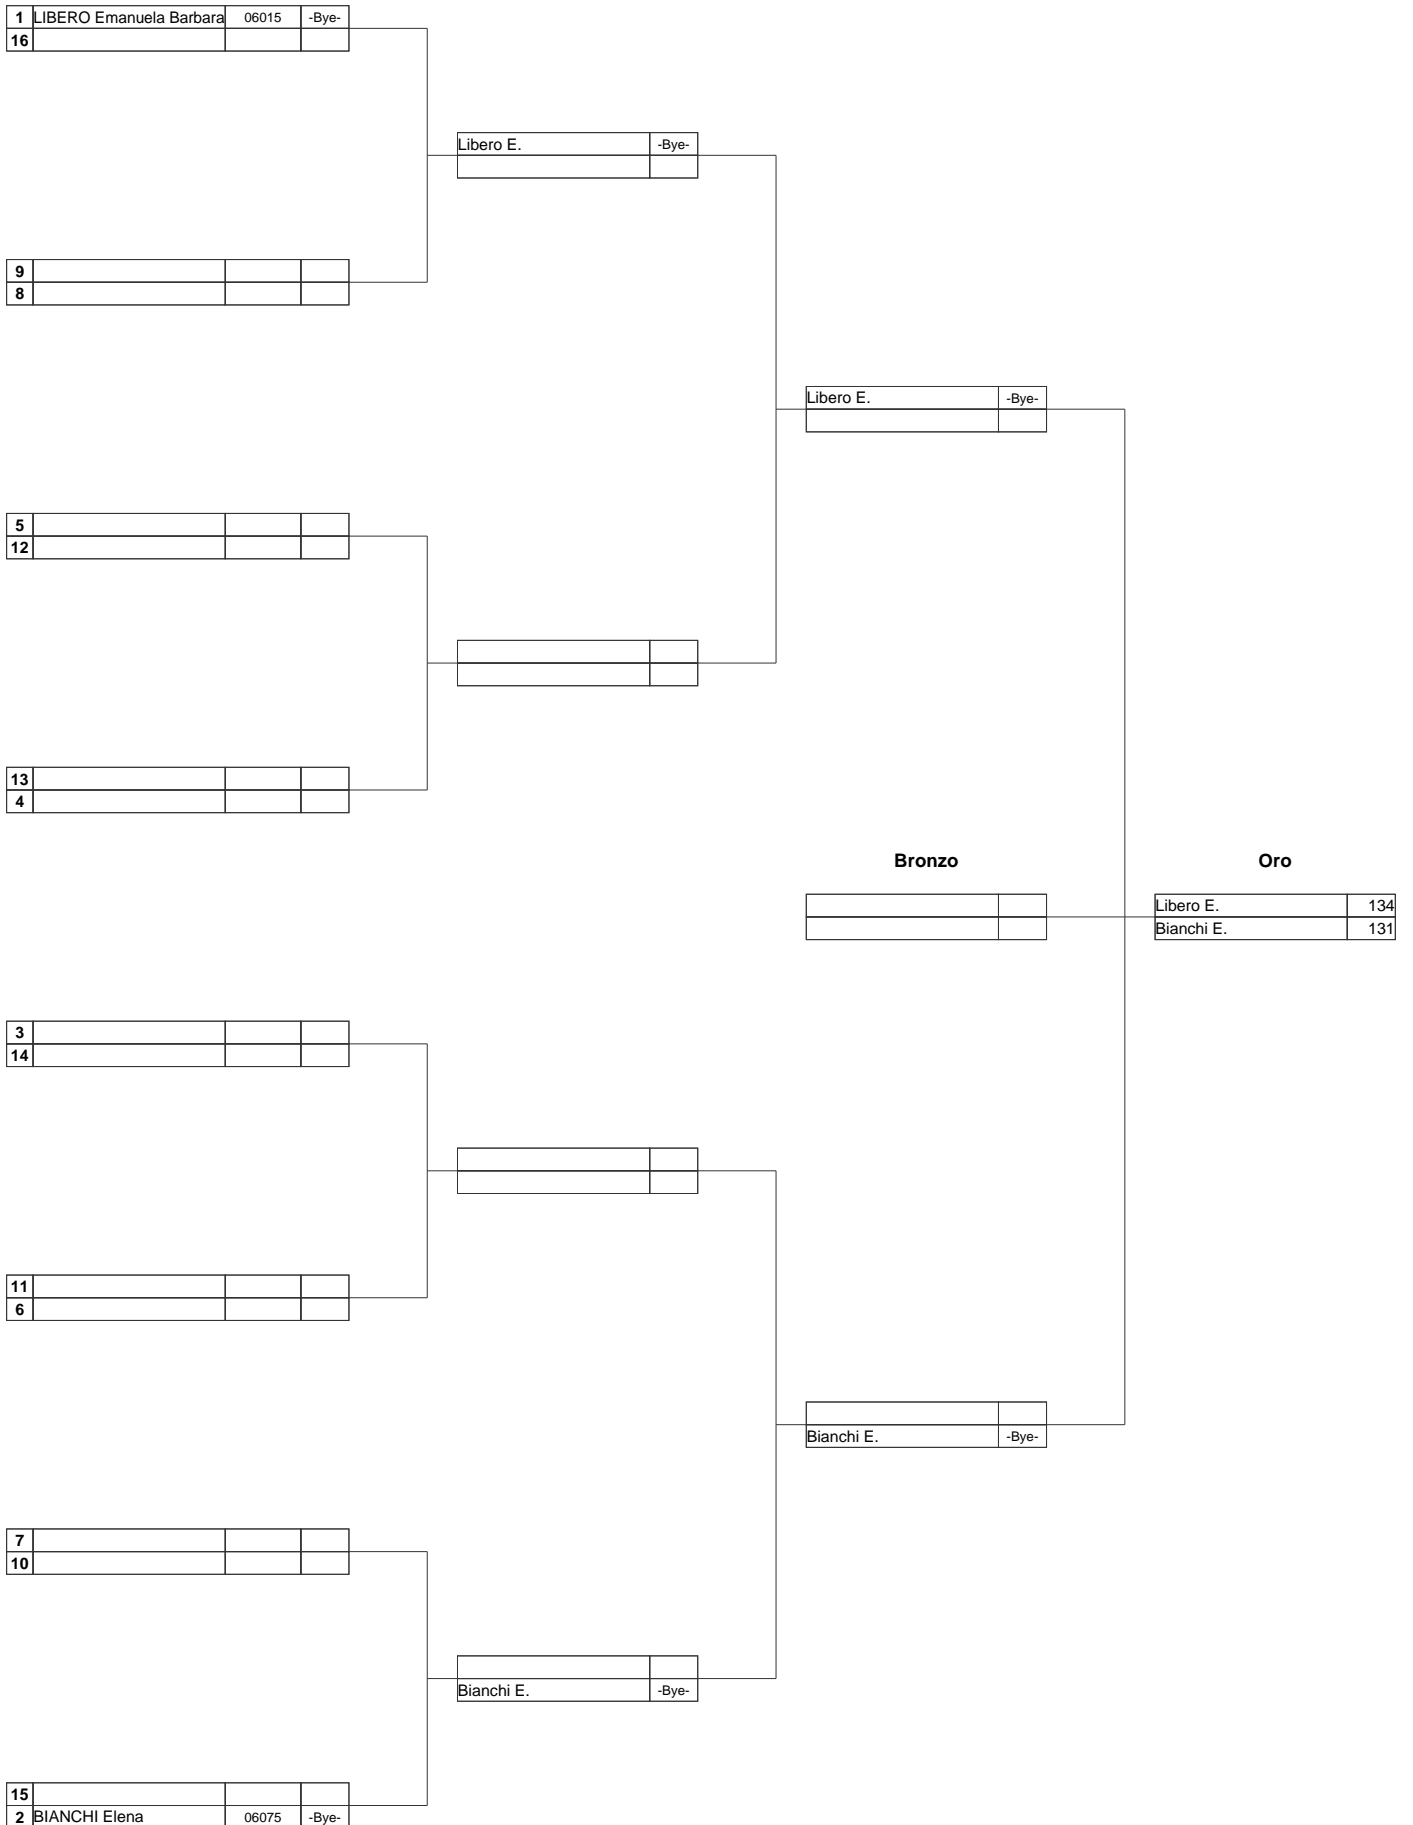 1 LIBERO Emanuela Barbara 06015 -Bye-
16
Libero E. -Bye-
9
8
Libero E. -Bye-
5
12
13
4
Bronzo Oro
Libero E. 134
Bianchi E. 131
3
14
11
6
Bianchi E. -Bye-
7
10
Bianchi E. -Bye-
15
2 BIANCHI Elena 06075 -Bye-